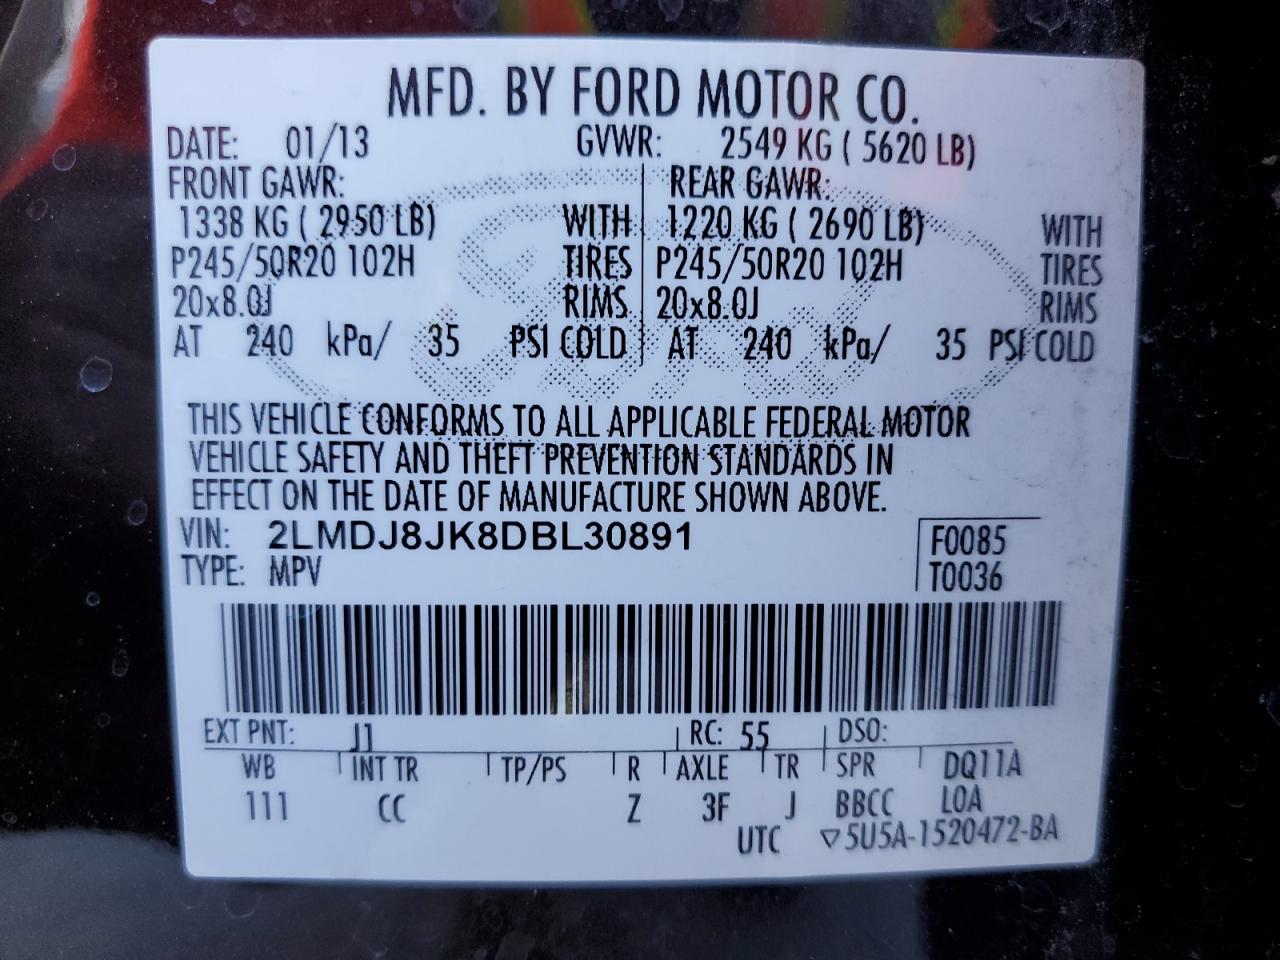 MFD. BY FORD MOTOR CO.
DATE: 01/13 GVWR: 2549 KG ( 5620 LB)
FRONT GAWR: REAR GAWR:
1338 KG ( 2950 LB) WITH 1220 KG ( 2690 LB) WITH
P245/50R20 102H TIRES P245/50R20 102H TIRES
20x8.0J RIMS 20x8.0J RIMS
AT 240 kPa/ 35 PSI COLD AT 240 kPa/ 35 PSI COLD
THIS VEHICLE CONFORMS TO ALL APPLICABLE FEDERAL MOTOR
VEHICLE SAFETY AND THEFT PREVENTION STANDARDS IN
EFFECT ON THE DATE OF MANUFACTURE SHOWN ABOVE.
VIN: 2LMDJ8JK8DBL30891 F0085
TYPE: MPV T0036
EXT PNT: J1 RC: 55 DSO:
WB INT TR TP/PS R AXLE TR SPR DQ11A
111 CC Z 3F J BBCC LOA
UTC ▽5U5A-1520472-BA